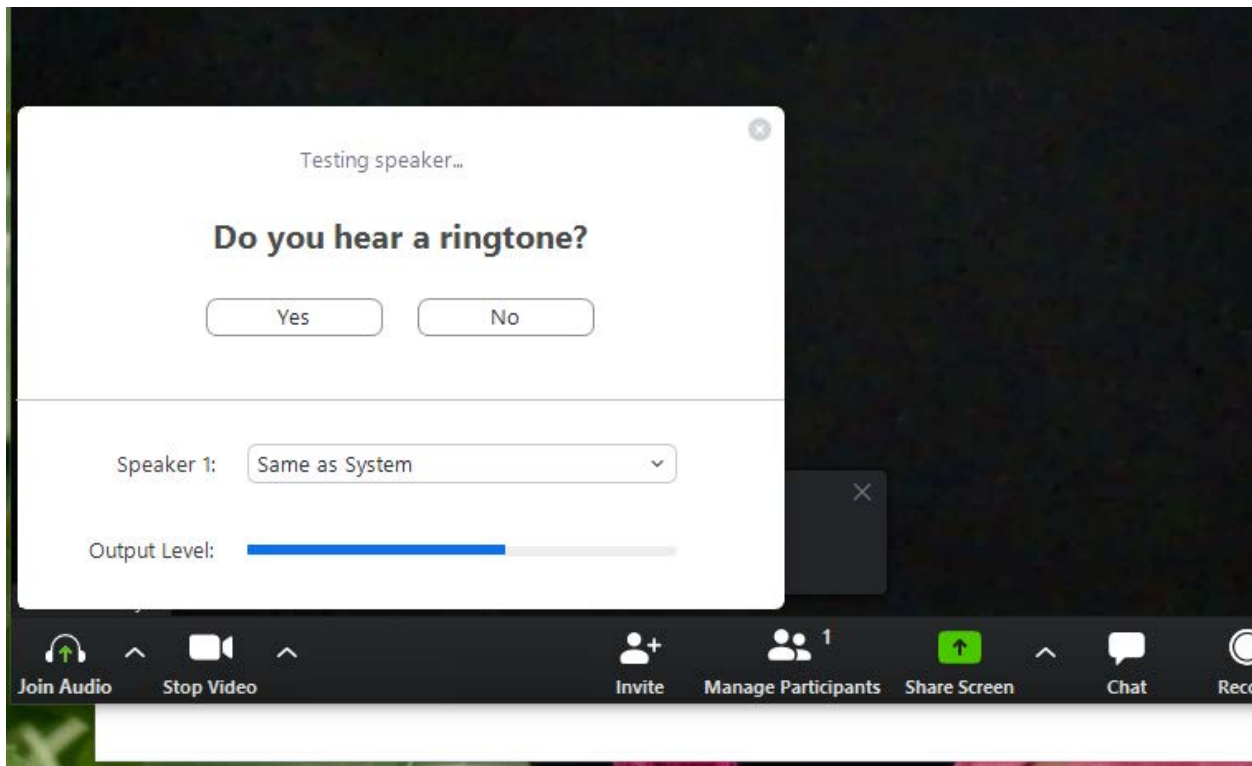 Testing speaker...
Do you hear a ringtone?
Yes No
Speaker 1: Same as System
Output Level:
1
Join Audio Stop Video Invite Manage Participants Share Screen Chat